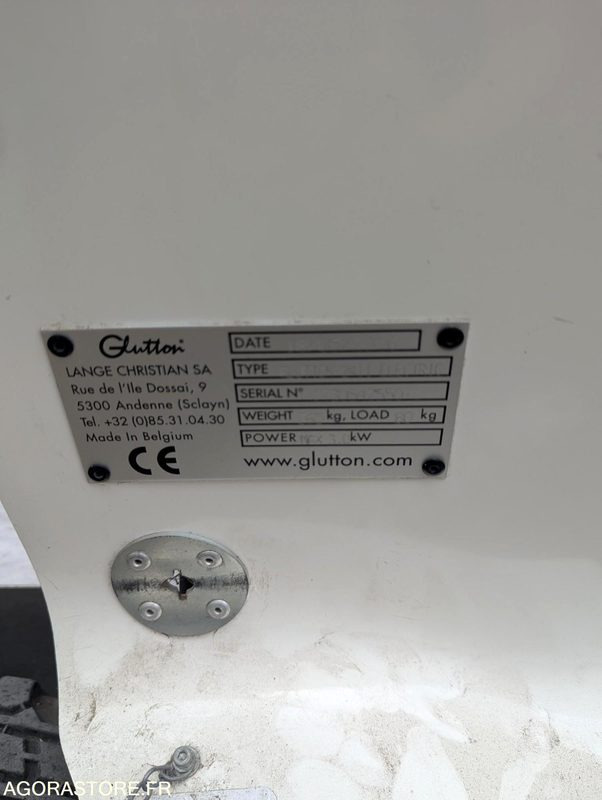 Glutton
LANGE CHRISTIAN SA
Rue de l'Ile Dossai, 9
5300 Andenne (Sclayn)
Tel. +32 (0)85.31.04.30
Made In Belgium
CE
DATE
TYPE
SERIAL N°
WEIGHT kg, LOAD kg
POWER kW
www.glutton.com
AGORASTORE.FR